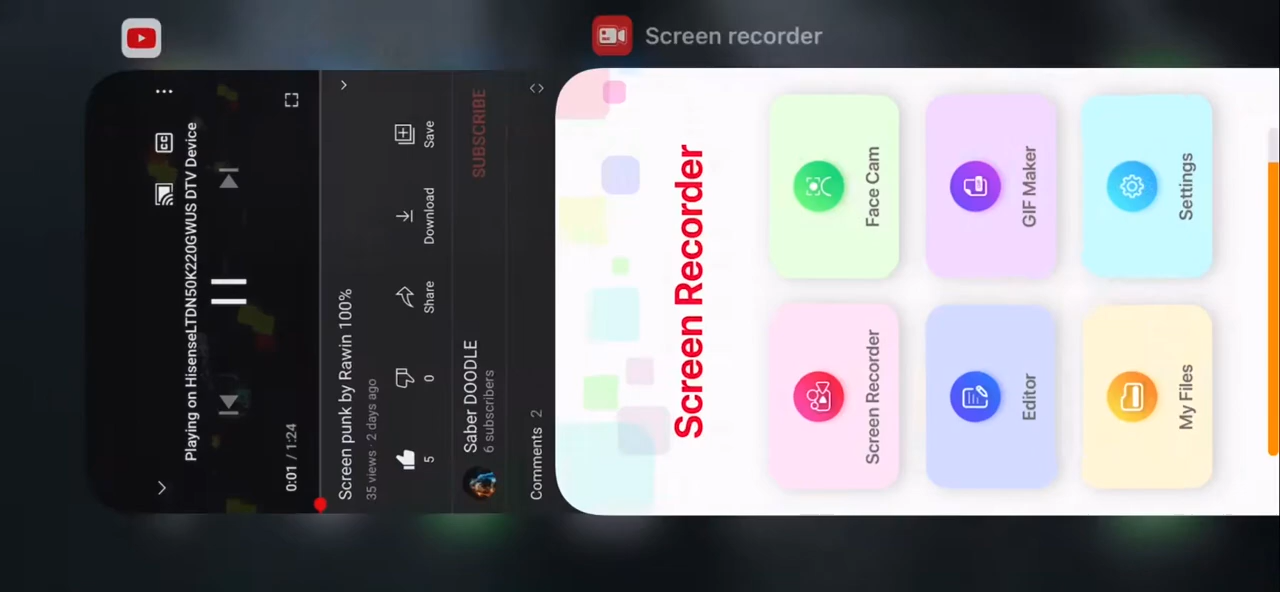 Screen recorder
Playing on HisenseLTDN50K220GWUS DTV Device
0:01 / 1:24
Screen punk by Rawin 100%
35 views · 2 days ago
5
0
Share
Download
Save
Saber DOODLE
6 subscribers
SUBSCRIBE
Comments 2
Screen Recorder
Screen Recorder
Face Cam
Editor
GIF Maker
My Files
Settings